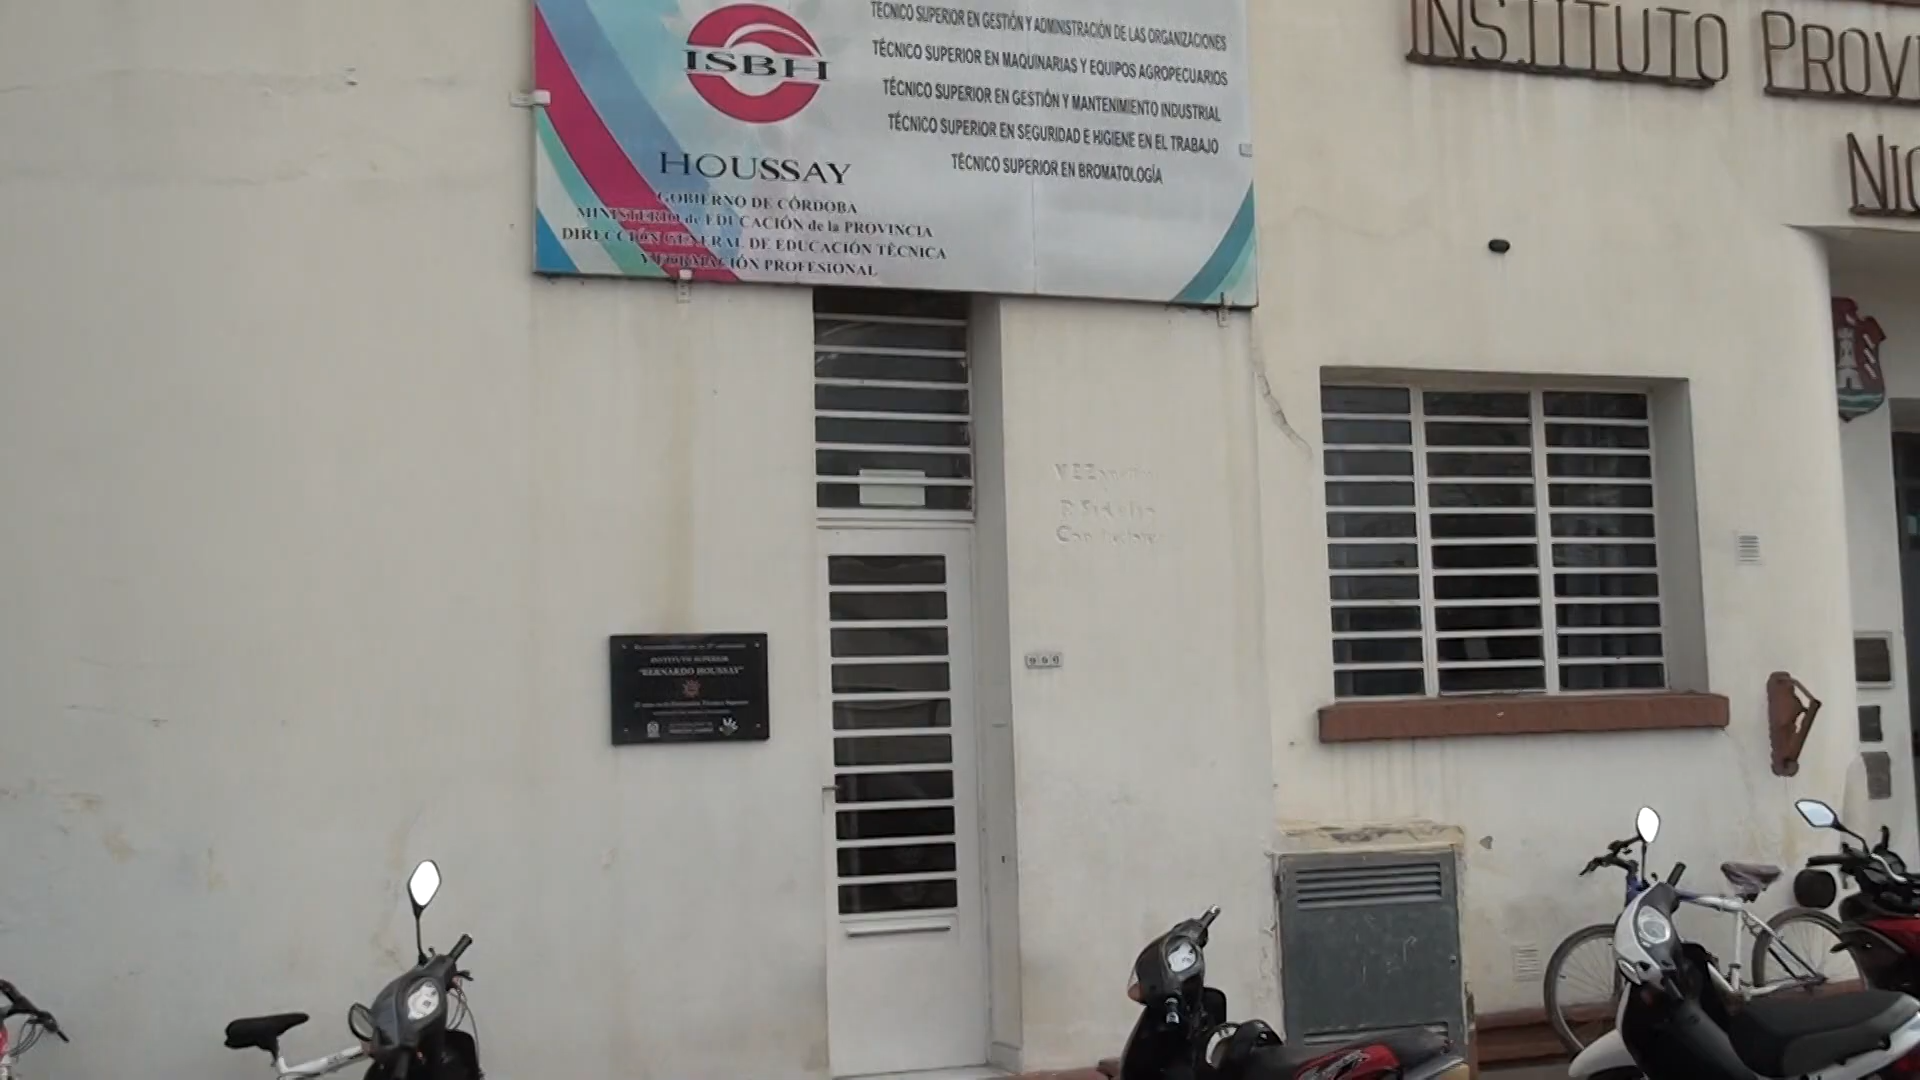 ISBH
HOUSSAY
GOBIERNO DE CÓRDOBA
MINISTERIO de EDUCACIÓN de la PROVINCIA
DIRECCIÓN GENERAL DE EDUCACIÓN TÉCNICA
Y FORMACIÓN PROFESIONAL
TÉCNICO SUPERIOR EN GESTIÓN Y ADMINISTRACIÓN DE LAS ORGANIZACIONES
TÉCNICO SUPERIOR EN MAQUINARIAS Y EQUIPOS AGROPECUARIOS
TÉCNICO SUPERIOR EN GESTIÓN Y MANTENIMIENTO INDUSTRIAL
TÉCNICO SUPERIOR EN SEGURIDAD E HIGIENE EN EL TRABAJO
TÉCNICO SUPERIOR EN BROMATOLOGÍA
INSTITUTO PROVI
NIC
INSTITUTO SUPERIOR
"BERNARDO HOUSSAY"